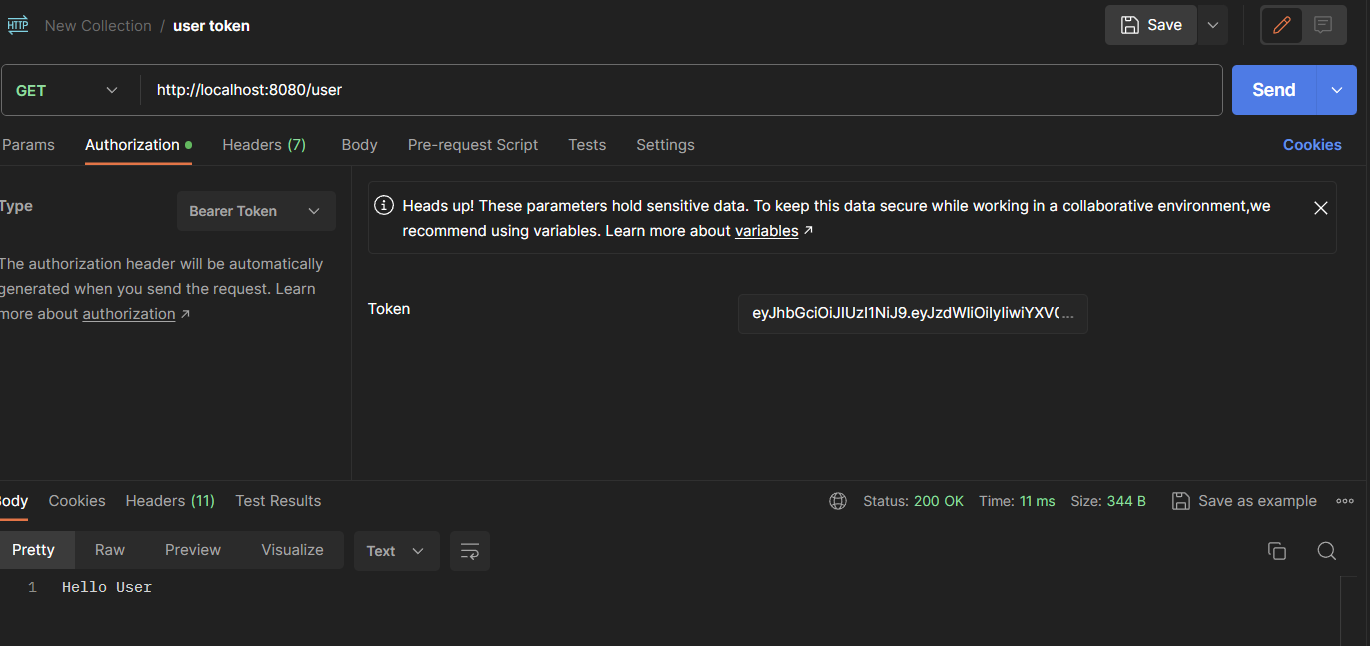 HTTP New Collection / user token Save
GET http://localhost:8080/user Send
Params Authorization Headers (7) Body Pre-request Script Tests Settings Cookies
Type Bearer Token
The authorization header will be automatically
generated when you send the request. Learn
more about authorization ↗
Heads up! These parameters hold sensitive data. To keep this data secure while working in a collaborative environment,we
recommend using variables. Learn more about variables ↗
Token eyJhbGciOiJIUzI1NiJ9.eyJzdWIiOiIyIiwiYXV0...
Body Cookies Headers (11) Test Results Status: 200 OK Time: 11 ms Size: 344 B Save as example
Pretty Raw Preview Visualize Text
1 Hello User